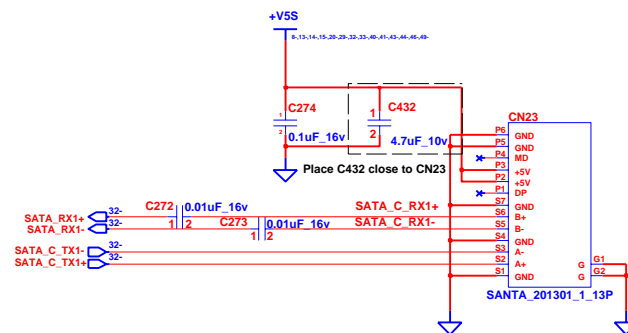 +V5S
8-,13-,14-,15-,20-,29-,32-,33-,40-,41-,43-,44-,46-,49-
1 C274 2
0.1uF_16v
1 C432 2
4.7uF_10v
Place C432 close to CN23
CN23
P6 GND
P5 GND
P4 MD
P3 +5V
P2 +5V
P1 DP
S7 GND
S6 B+
S5 B-
S4 GND
S3 A-
S2 A+
S1 GND
G G1
G G2
SANTA_201301_1_13P
C272 0.01uF_16v
1 2
C273 0.01uF_16v
1 2
SATA_RX1+ 32- SATA_C_RX1+
SATA_RX1- 32- SATA_C_RX1-
SATA_C_TX1- 32-
SATA_C_TX1+ 32-